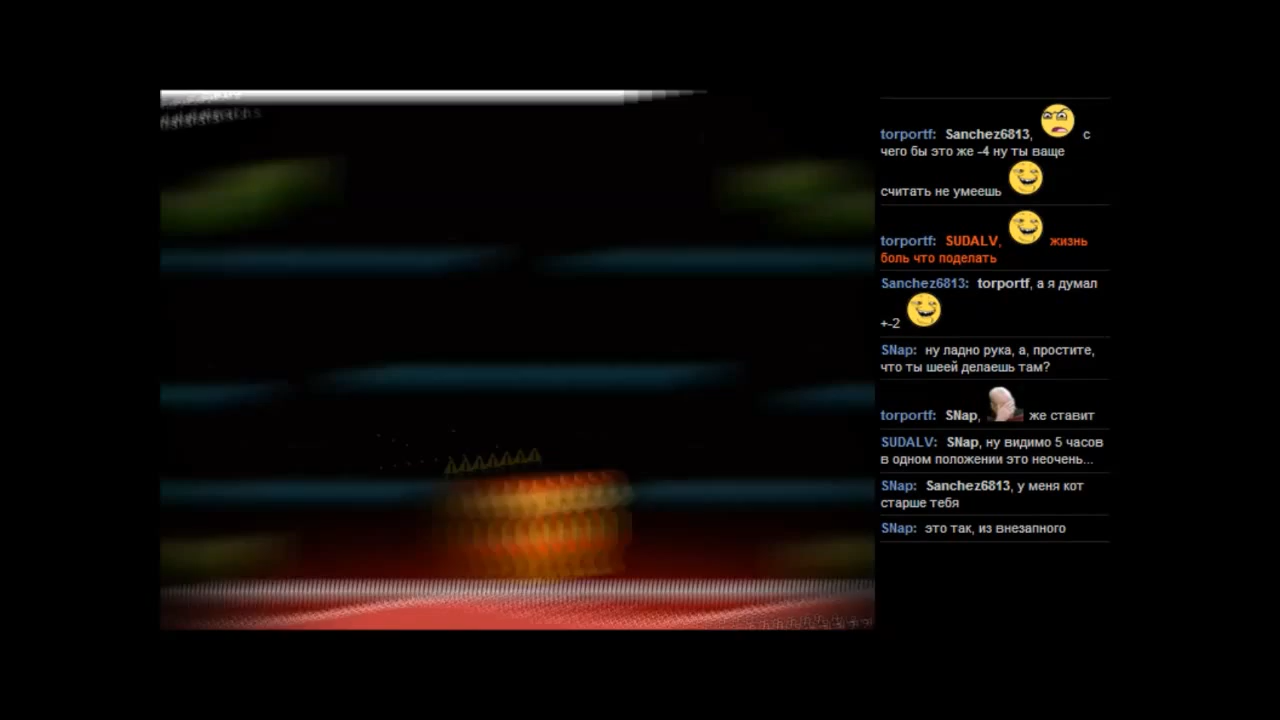 torportf: Sanchez6813, с
чего бы это же -4 ну ты ваще
считать не умеешь
torportf: SUDALV, жизнь
боль что поделать
Sanchez6813: torportf, а я думал
+-2
SNap: ну ладно рука, а, простите,
что ты шеей делаешь там?
torportf: SNap, же ставит
SUDALV: SNap, ну видимо 5 часов
в одном положении это неочень...
SNap: Sanchez6813, у меня кот
старше тебя
SNap: это так, из внезапного